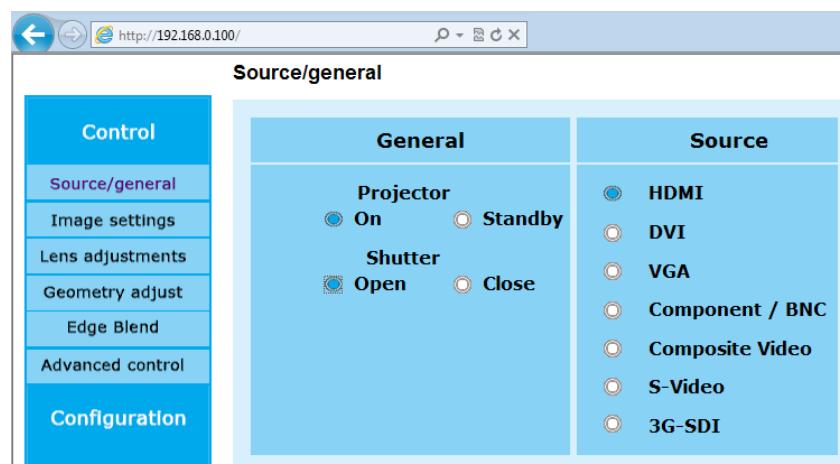 http://192.168.0.100/
Source/general
Control
Source/general
Image settings
Lens adjustments
Geometry adjust
Edge Blend
Advanced control
Configuration
General
Projector
On Standby
Shutter
Open Close
Source
HDMI
DVI
VGA
Component / BNC
Composite Video
S-Video
3G-SDI